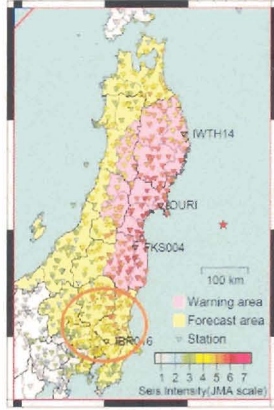 IWTH14
OURI
FKS004
100 km
Warning area
Forecast area
IBR016
Station
1 2 3 4 5 6 7
Seis Intensity(JMA scale)